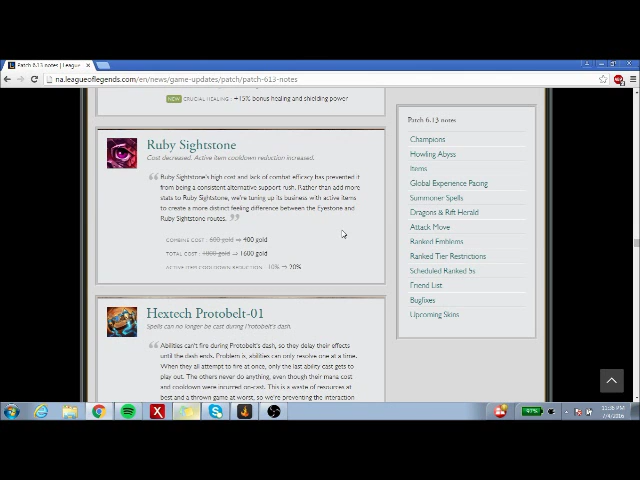 Patch 6.13 notes | League
na.leagueoflegends.com/en/news/game-updates/patch/patch-613-notes
NEW CRUCIAL HEALING : +15% bonus healing and shielding power
Ruby Sightstone
Cost decreased. Active item cooldown reduction increased.
Ruby Sightstone's high cost and lack of combat efficacy has prevented it
from being a consistent alternative support rush. Rather than add more
stats to Ruby Sightstone, we're tuning up its business with active items
to create a more distinct feeling difference between the Eyestone and
Ruby Sightstone routes.
COMBINE COST : 600 gold ⇒ 400 gold
TOTAL COST : 1800 gold ⇒ 1600 gold
ACTIVE ITEM COOLDOWN REDUCTION : 10% ⇒ 20%
Hextech Protobelt-01
Spells can no longer be cast during Protobelt's dash.
Abilities can't fire during Protobelt's dash, so they delay their effects
until the dash ends. Problem is, abilities can only resolve one at a time.
When they all attempt to fire at once, only the last ability cast gets to
play out. The others never do anything, even though their mana cost
and cooldown were incurred on-cast. This is a waste of resources at
best and a thrown game at worst, so we're preventing the interaction
Patch 6.13 notes
Champions
Howling Abyss
Items
Global Experience Pacing
Summoner Spells
Dragons & Rift Herald
Attack Move
Ranked Emblems
Ranked Tier Restrictions
Scheduled Ranked 5s
Friend List
Bugfixes
Upcoming Skins
97%
11:36 PM
7/4/2016